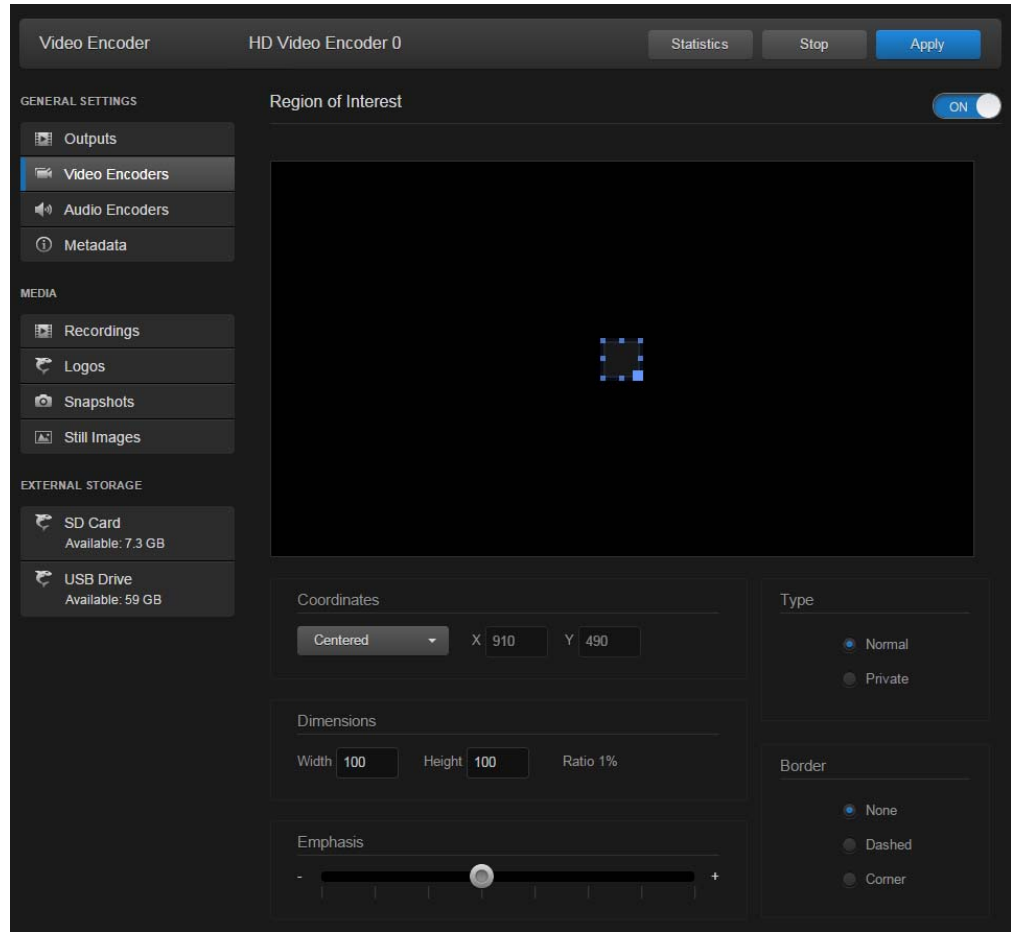 Video Encoder HD Video Encoder 0 Statistics Stop Apply
GENERAL SETTINGS
Region of Interest ON
Outputs
Video Encoders
Audio Encoders
Metadata
MEDIA
Recordings
Logos
Snapshots
Still Images
EXTERNAL STORAGE
SD Card
Available: 7.3 GB
USB Drive
Available: 59 GB
Coordinates
Centered X 910 Y 490
Type
Normal
Private
Dimensions
Width 100 Height 100 Ratio 1%
Border
None
Dashed
Corner
Emphasis
- +